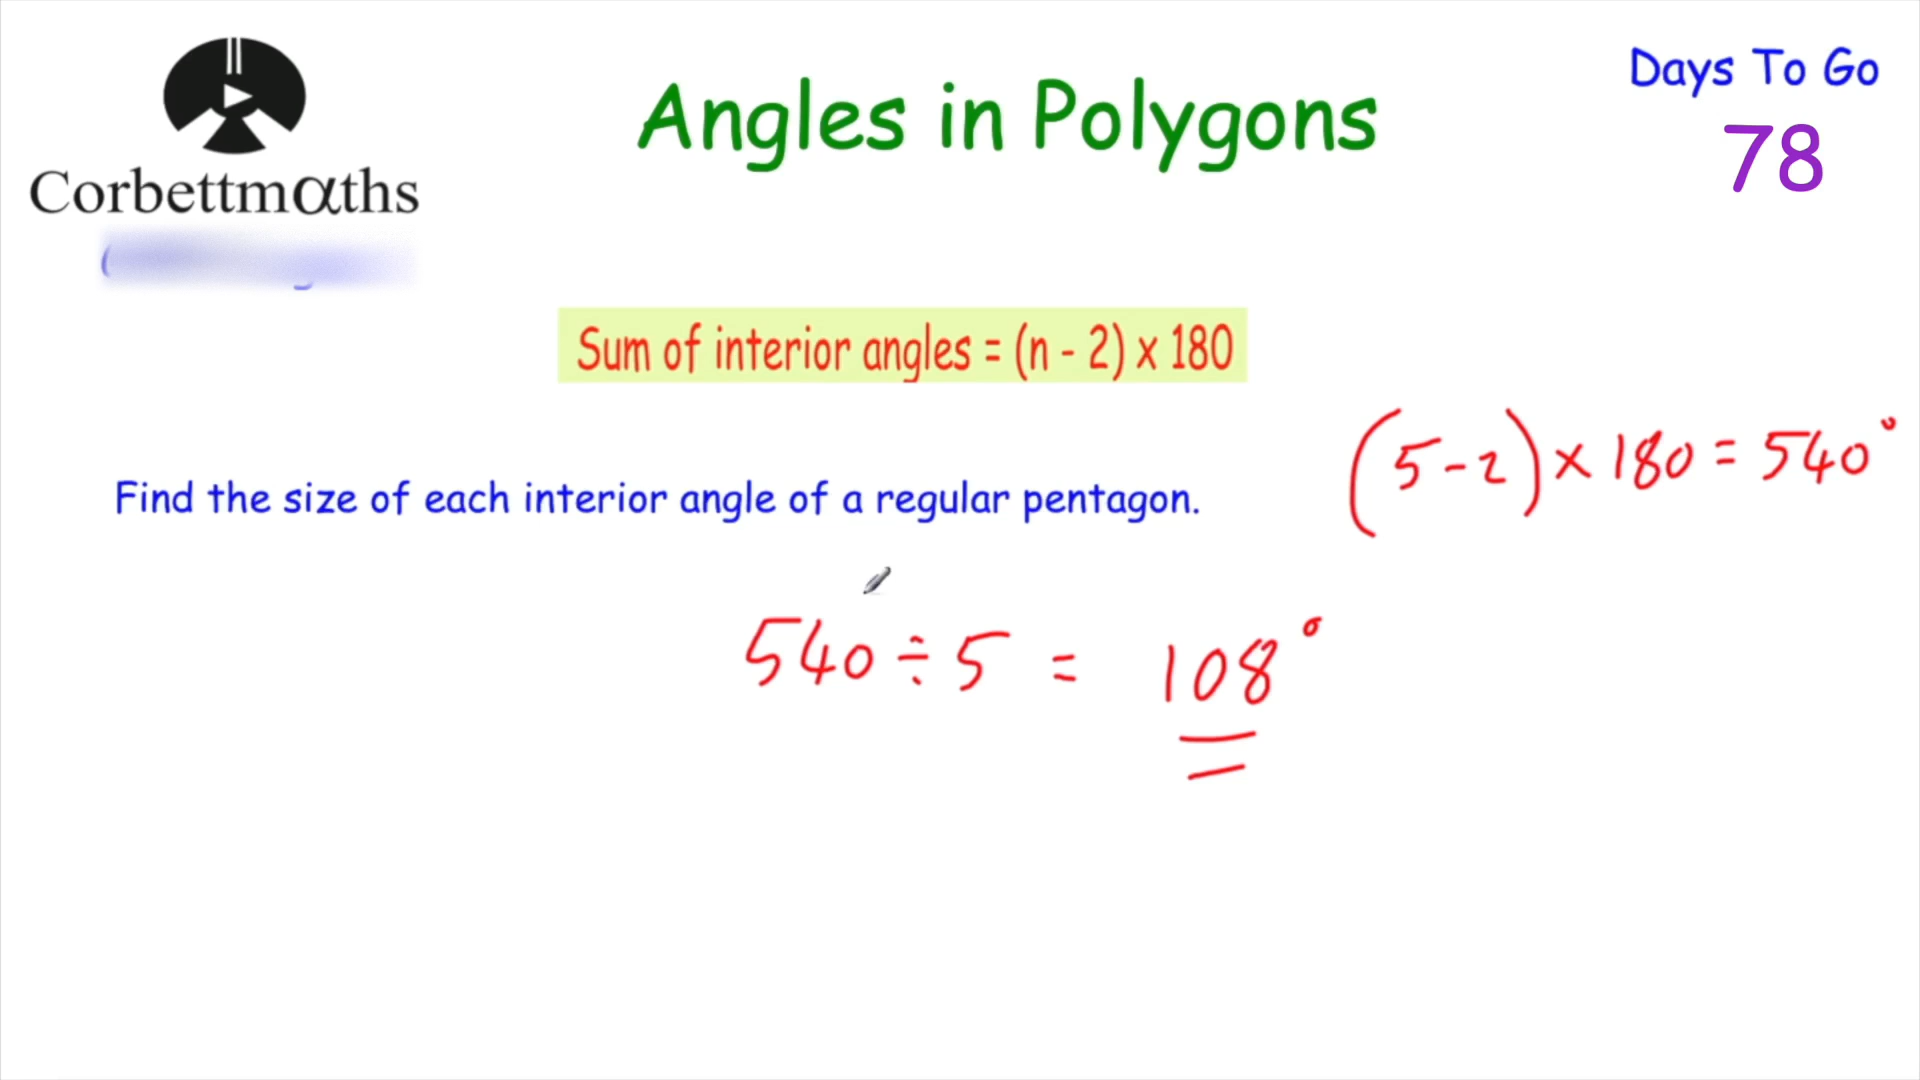 Corbettmαths
Angles in Polygons
Days To Go
78
Sum of interior angles = (n - 2) x 180
Find the size of each interior angle of a regular pentagon.
(5-2) × 180 = 540°
540 ÷ 5 = 108°